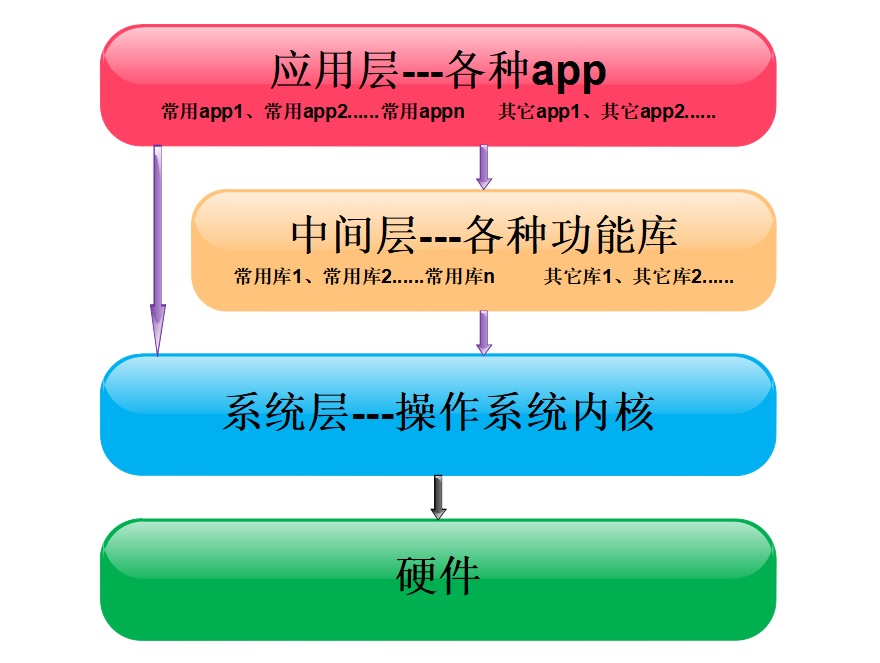 应用层---各种app
常用app1、常用app2......常用appn 其它app1、其它app2......
中间层---各种功能库
常用库1、常用库2......常用库n 其它库1、其它库2......
系统层---操作系统内核
硬件